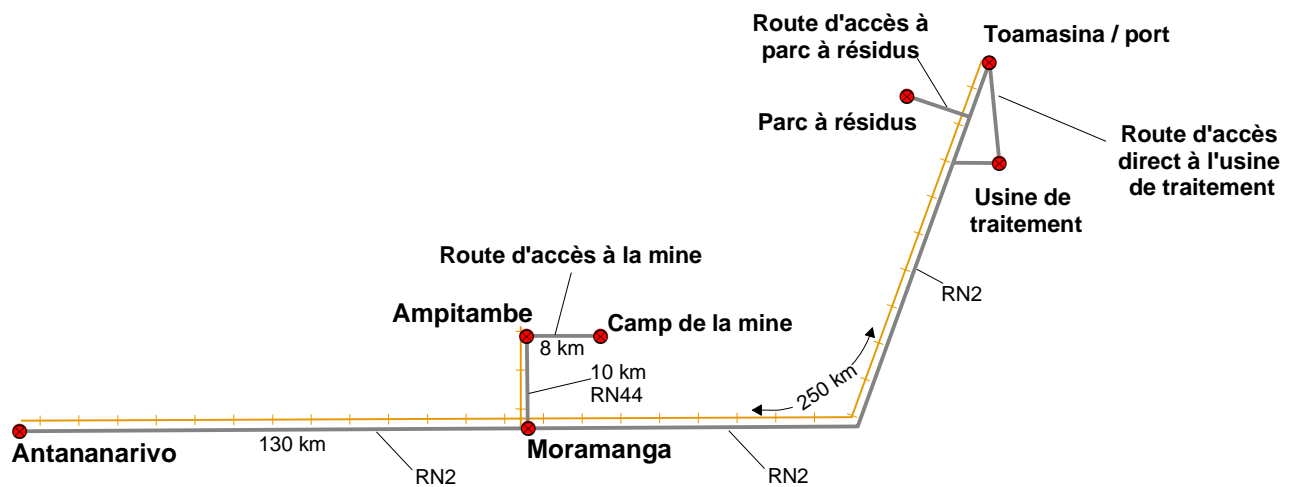 Route d'accès à
parc à résidus
Toamasina / port
Parc à résidus
Route d'accès
direct à l'usine
de traitement
Usine de
traitement
Route d'accès à la mine
RN2
Ampitambe
Camp de la mine
8 km
10 km
RN44
250 km
130 km
Antananarivo
Moramanga
RN2
RN2